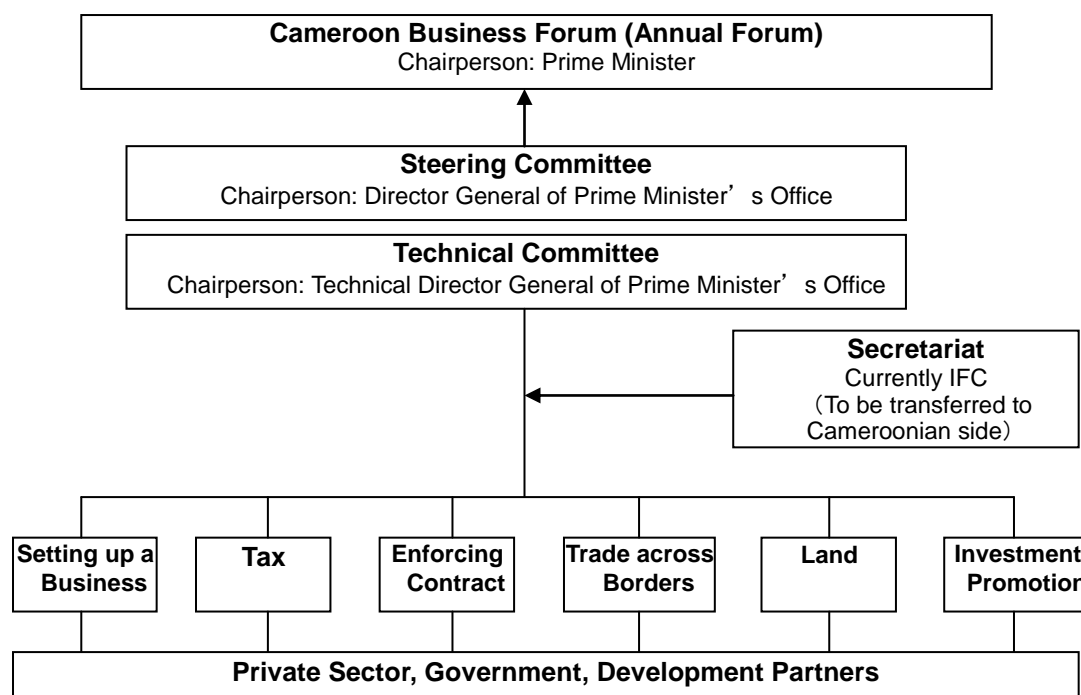 Cameroon Business Forum (Annual Forum)
Chairperson: Prime Minister
Steering Committee
Chairperson: Director General of Prime Minister’ s Office
Technical Committee
Chairperson: Technical Director General of Prime Minister’ s Office
Secretariat
Currently IFC
（To be transferred to
Cameroonian side）
Setting up a
Business
Tax
Enforcing
Contract
Trade across
Borders
Land
Investment
Promotion
Private Sector, Government, Development Partners